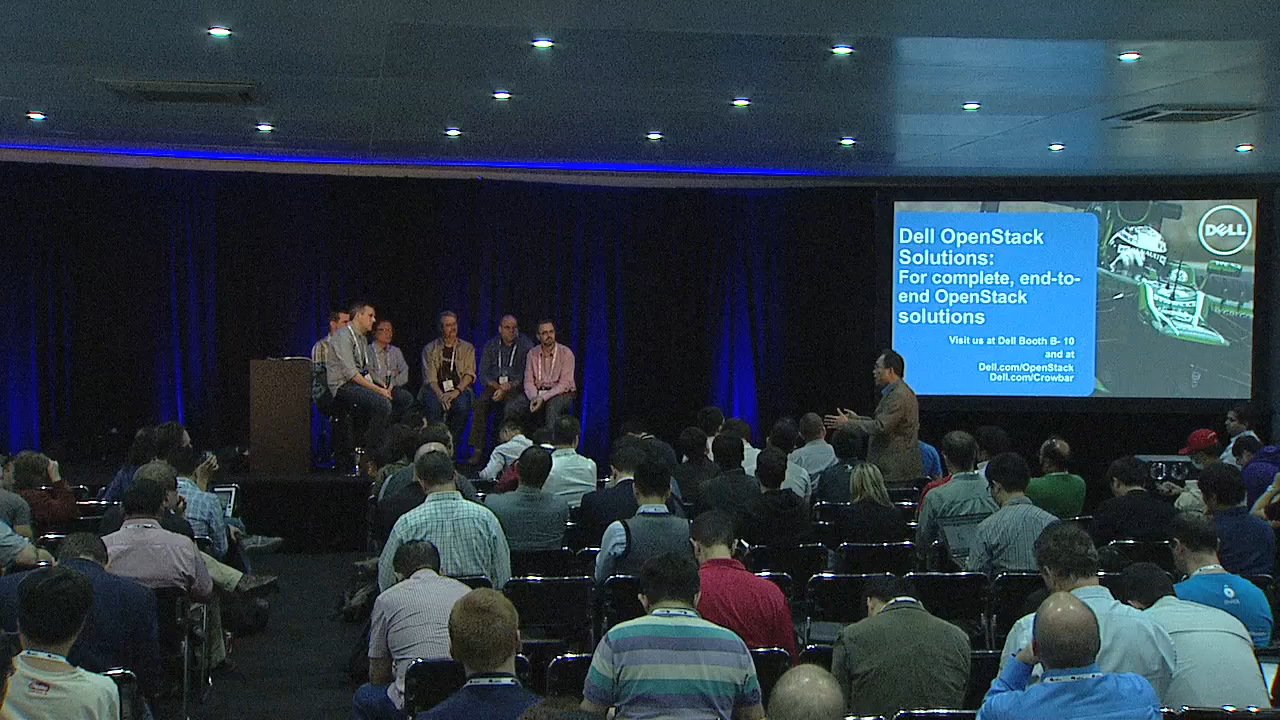 Dell OpenStack
Solutions:
For complete, end-to-
end OpenStack
solutions
Visit us at Dell Booth B- 10
and at
Dell.com/OpenStack
Dell.com/Crowbar
DELL